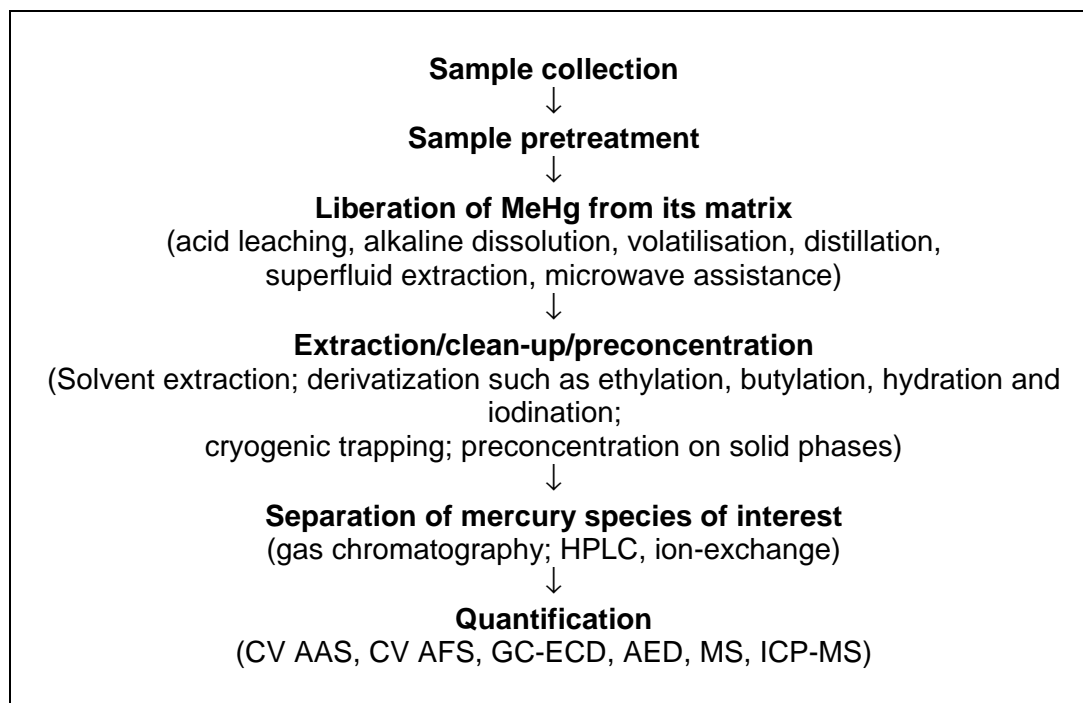 Sample collection
↓
Sample pretreatment
↓
Liberation of MeHg from its matrix
(acid leaching, alkaline dissolution, volatilisation, distillation,
superfluid extraction, microwave assistance)
↓
Extraction/clean-up/preconcentration
(Solvent extraction; derivatization such as ethylation, butylation, hydration and
iodination;
cryogenic trapping; preconcentration on solid phases)
↓
Separation of mercury species of interest
(gas chromatography; HPLC, ion-exchange)
↓
Quantification
(CV AAS, CV AFS, GC-ECD, AED, MS, ICP-MS)